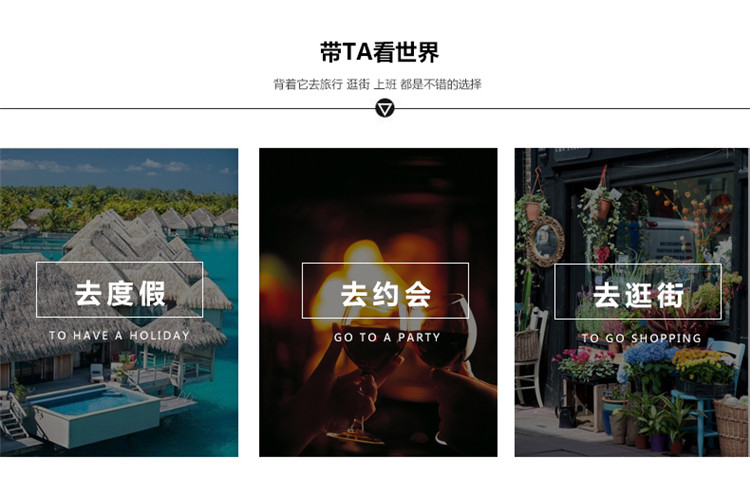 带TA看世界
背着它去旅行 逛街 上班 都是不错的选择
去度假
TO HAVE A HOLIDAY
去约会
GO TO A PARTY
去逛街
TO GO SHOPPING